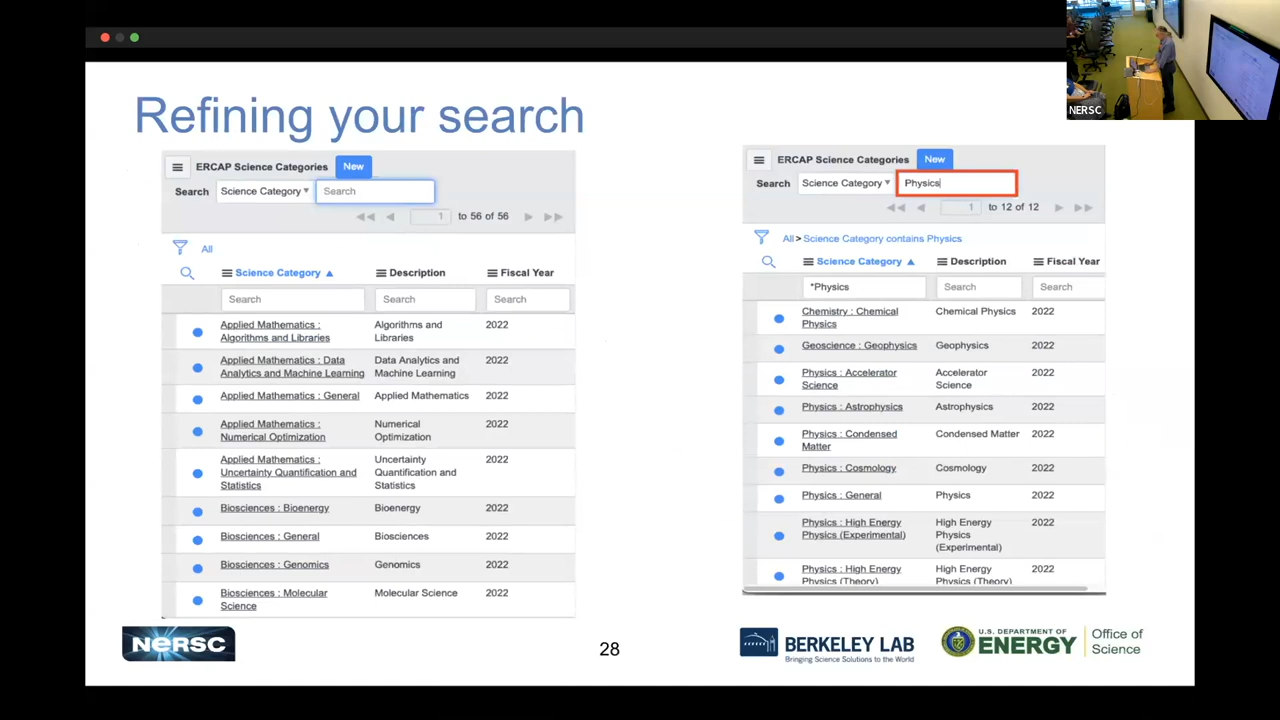 NERSC
Refining your search
ERCAP Science Categories New
Search Science Category Search
1 to 56 of 56
All
Science Category Description Fiscal Year
Search Search Search
Applied Mathematics : Algorithms and 2022
Algorithms and Libraries Libraries
Applied Mathematics : Data Data Analytics and 2022
Analytics and Machine Learning Machine Learning
Applied Mathematics : General Applied Mathematics 2022
Applied Mathematics : Numerical 2022
Numerical Optimization Optimization
Applied Mathematics : Uncertainty 2022
Uncertainty Quantification and Quantification and
Statistics Statistics
Biosciences : Bioenergy Bioenergy 2022
Biosciences : General Biosciences 2022
Biosciences : Genomics Genomics 2022
Biosciences : Molecular Molecular Science 2022
Science
ERCAP Science Categories New
Search Science Category Physics
1 to 12 of 12
All > Science Category contains Physics
Science Category Description Fiscal Year
*Physics Search Search
Chemistry : Chemical Chemical Physics 2022
Physics
Geoscience : Geophysics Geophysics 2022
Physics : Accelerator Accelerator 2022
Science Science
Physics : Astrophysics Astrophysics 2022
Physics : Condensed Condensed Matter 2022
Matter
Physics : Cosmology Cosmology 2022
Physics : General Physics 2022
Physics : High Energy High Energy 2022
Physics (Experimental) Physics
(Experimental)
Physics : High Energy High Energy 2022
Physics (Theory) Physics (Theory)
NERSC
28
BERKELEY LAB
Bringing Science Solutions to the World
U.S. DEPARTMENT OF
ENERGY
Office of
Science